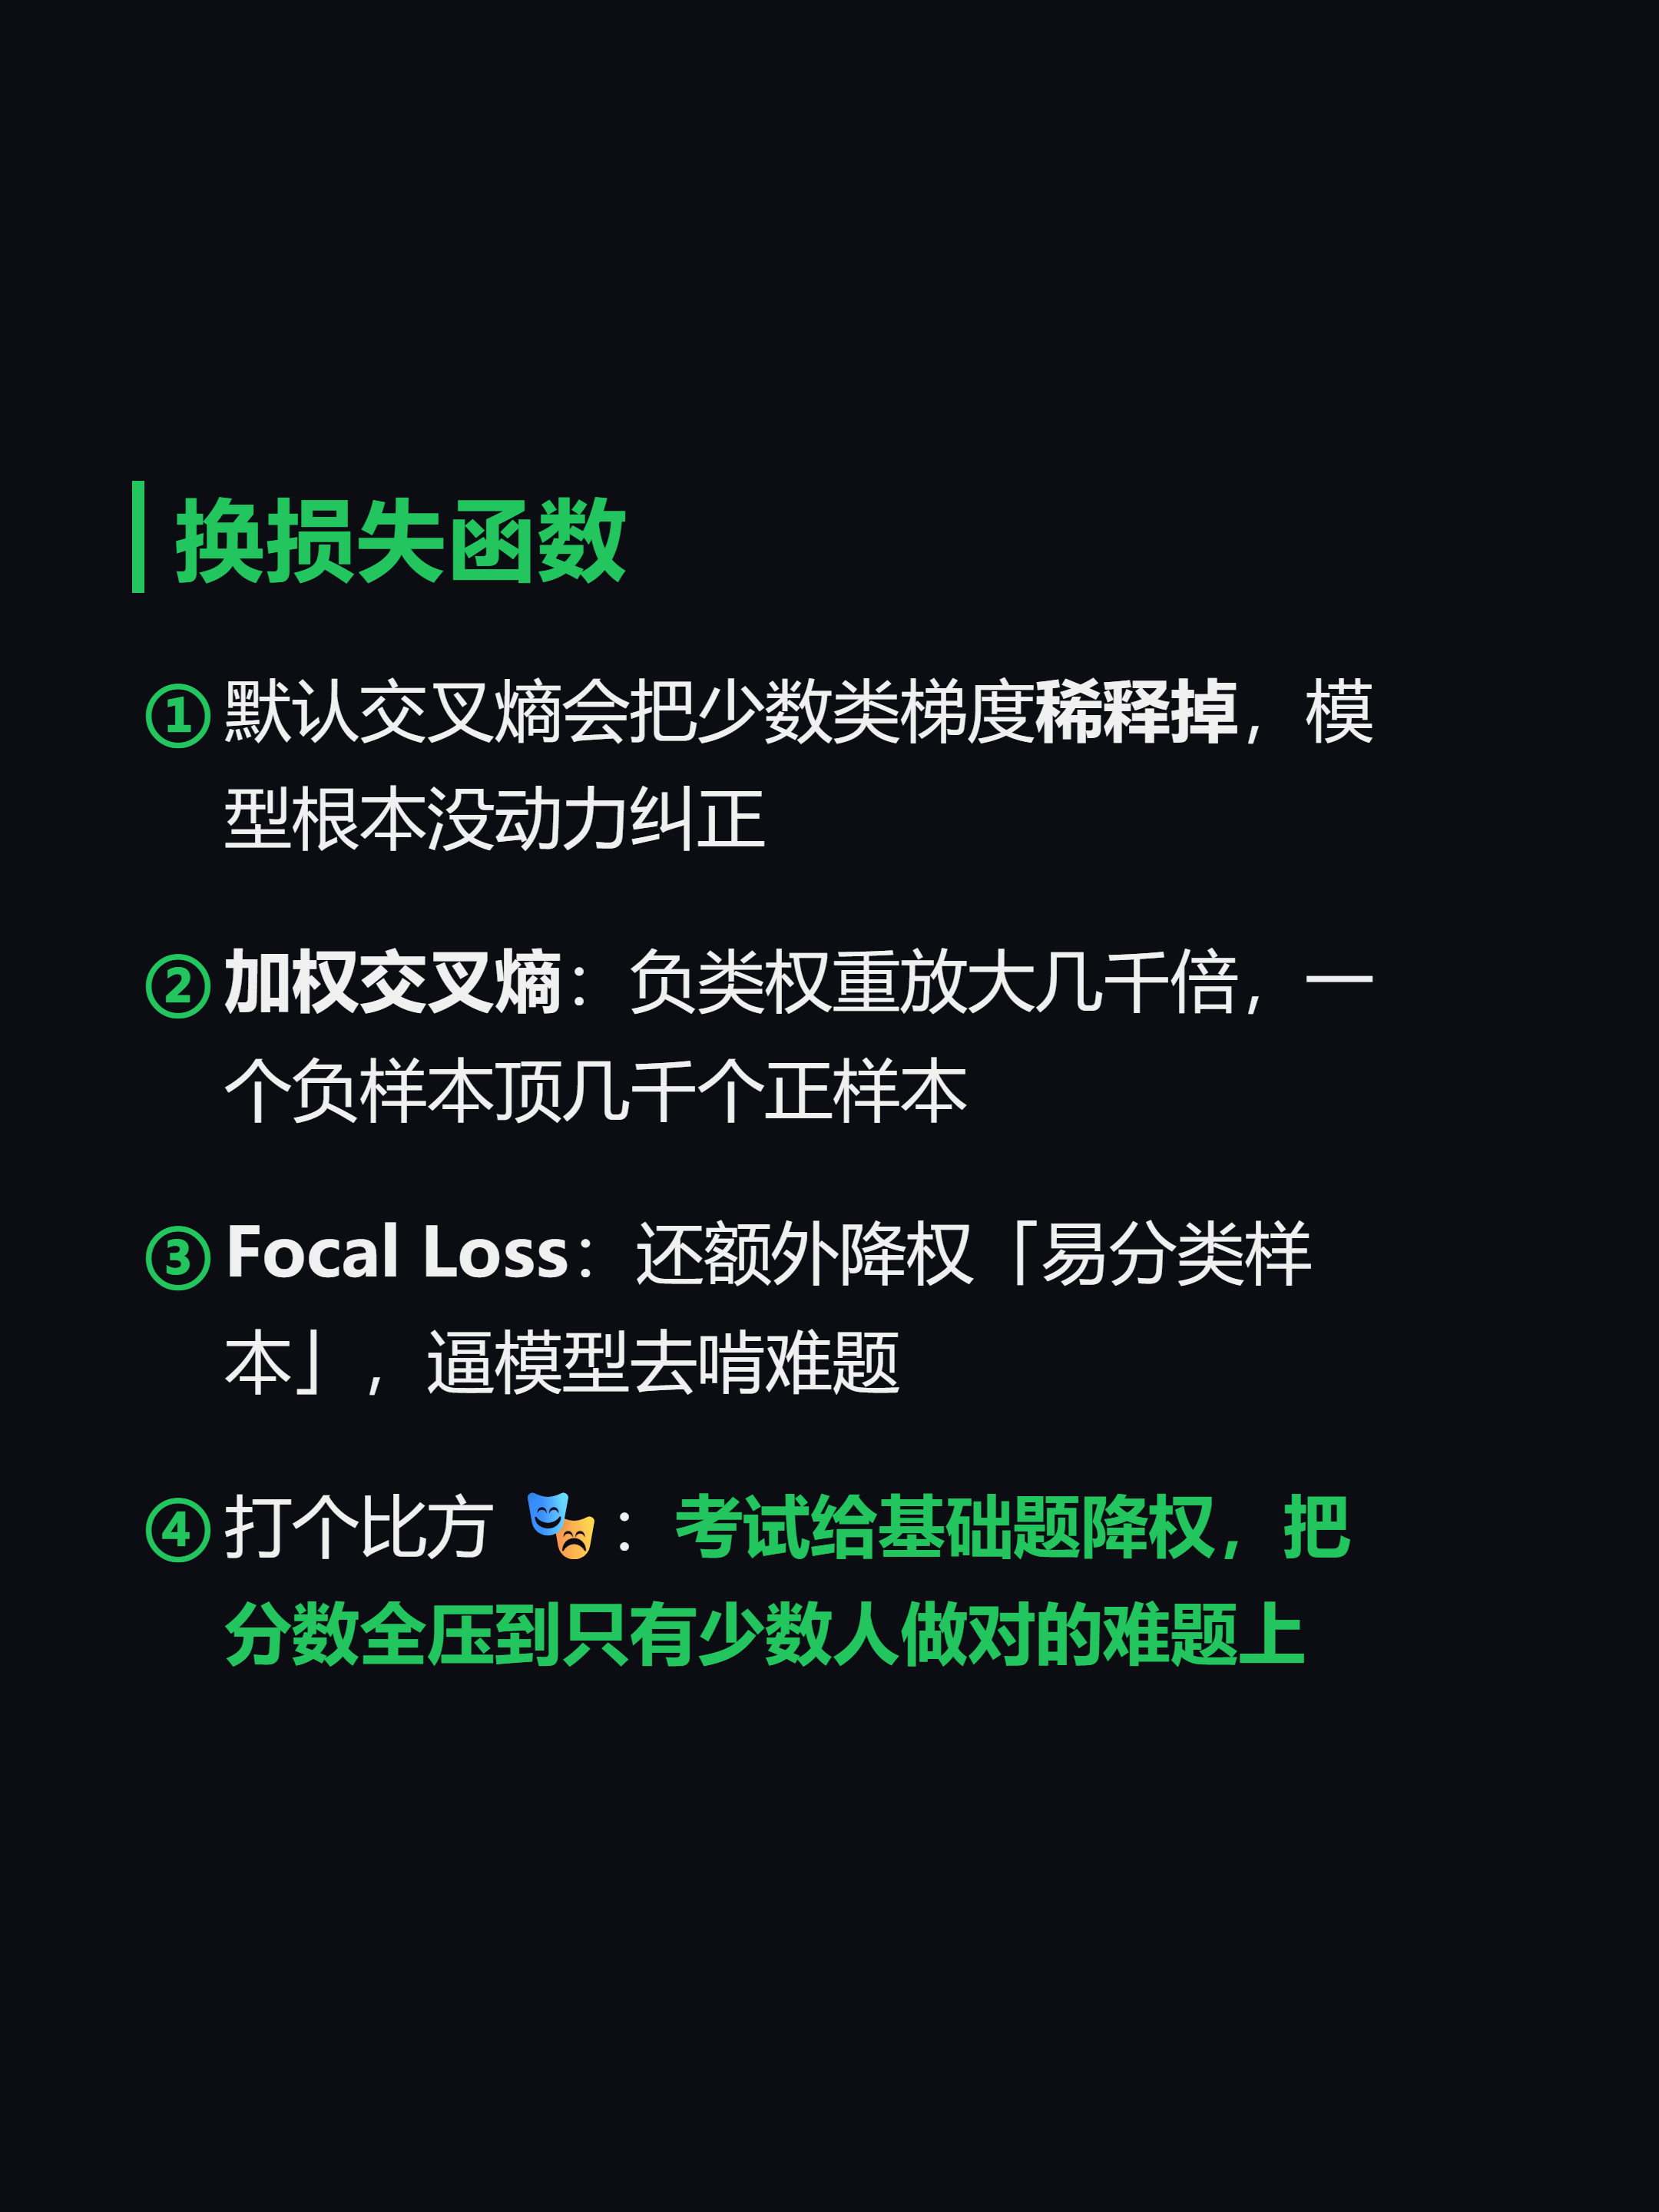 换损失函数
① 默认交叉熵会把少数类梯度稀释掉，模
型根本没动力纠正
② 加权交叉熵：负类权重放大几千倍，一
个负样本顶几千个正样本
③ Focal Loss：还额外降权「易分类样
本」，逼模型去啃难题
④ 打个比方 🎭：考试给基础题降权，把
分数全压到只有少数人做对的难题上